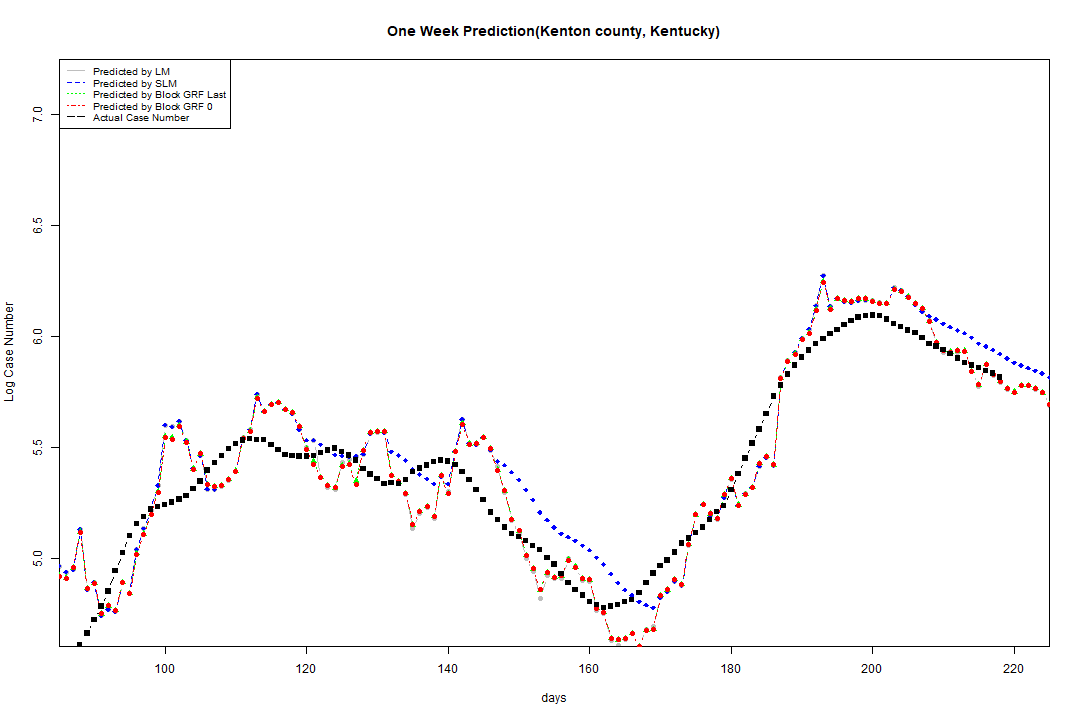 One Week Prediction(Kenton county, Kentucky)
Predicted by LM
Predicted by SLM
Predicted by Block GRF Last
Predicted by Block GRF 0
Actual Case Number
7.0
6.5
6.0
5.5
5.0
Log Case Number
100 120 140 160 180 200 220
days